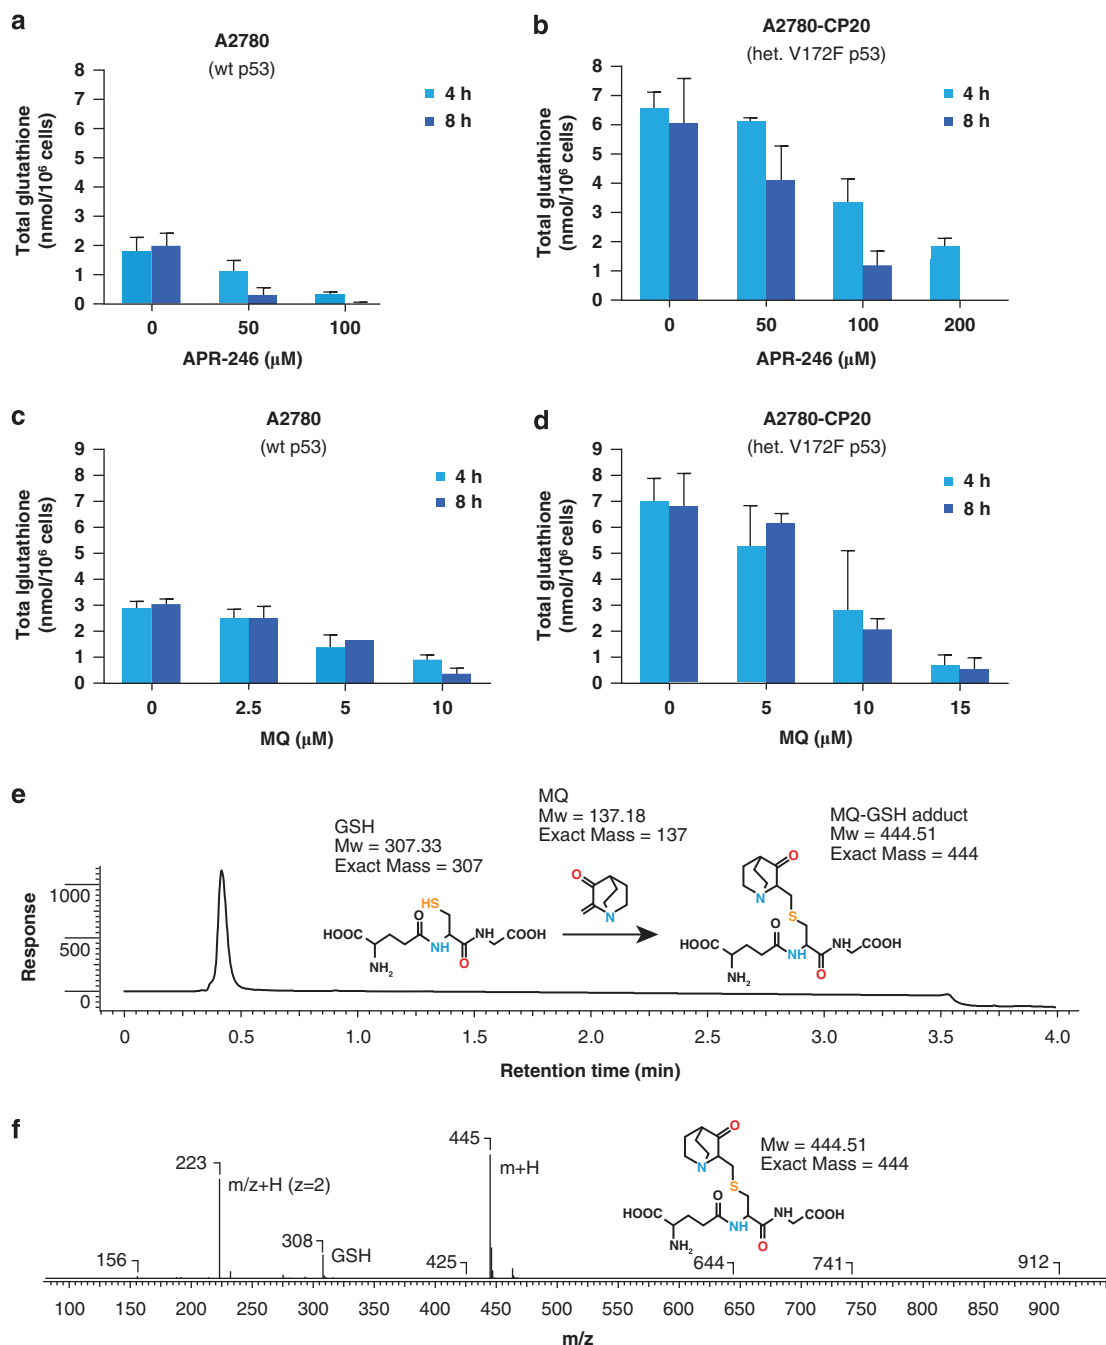 a
A2780
(wt p53)
8
7
6
5
4
3
2
1
0
Total glutathione
(nmol/10⁶ cells)
4 h
8 h
0 50 100
APR-246 (μM)
b
A2780-CP20
(het. V172F p53)
8
7
6
5
4
3
2
1
0
Total glutathione
(nmol/10⁶ cells)
4 h
8 h
0 50 100 200
APR-246 (μM)
c
A2780
(wt p53)
9
8
7
6
5
4
3
2
1
0
Tota lglutathione
(nmol/10⁶ cells)
4 h
8 h
0 2.5 5 10
MQ (μM)
d
A2780-CP20
(het. V172F p53)
9
8
7
6
5
4
3
2
1
0
Total glutathione
(nmol/10⁶ cells)
4 h
8 h
0 5 10 15
MQ (μM)
e
GSH
Mw = 307.33
Exact Mass = 307
MQ
Mw = 137.18
Exact Mass = 137
MQ-GSH adduct
Mw = 444.51
Exact Mass = 444
Response
1000
500
0
HS
O
HOOC
NH₂
NH
O
NH
COOH
O
N
O
N
S
O
HOOC
NH₂
NH
O
NH
COOH
0 0.5 1.0 1.5 2.0 2.5 3.0 3.5 4.0
Retention time (min)
f
445
m+H
223
m/z+H (z=2)
308
GSH
156
425
644
741
912
Mw = 444.51
Exact Mass = 444
O
N
S
O
HOOC
NH₂
NH
O
NH
COOH
100 150 200 250 300 350 400 450 500 550 600 650 700 750 800 850 900
m/z